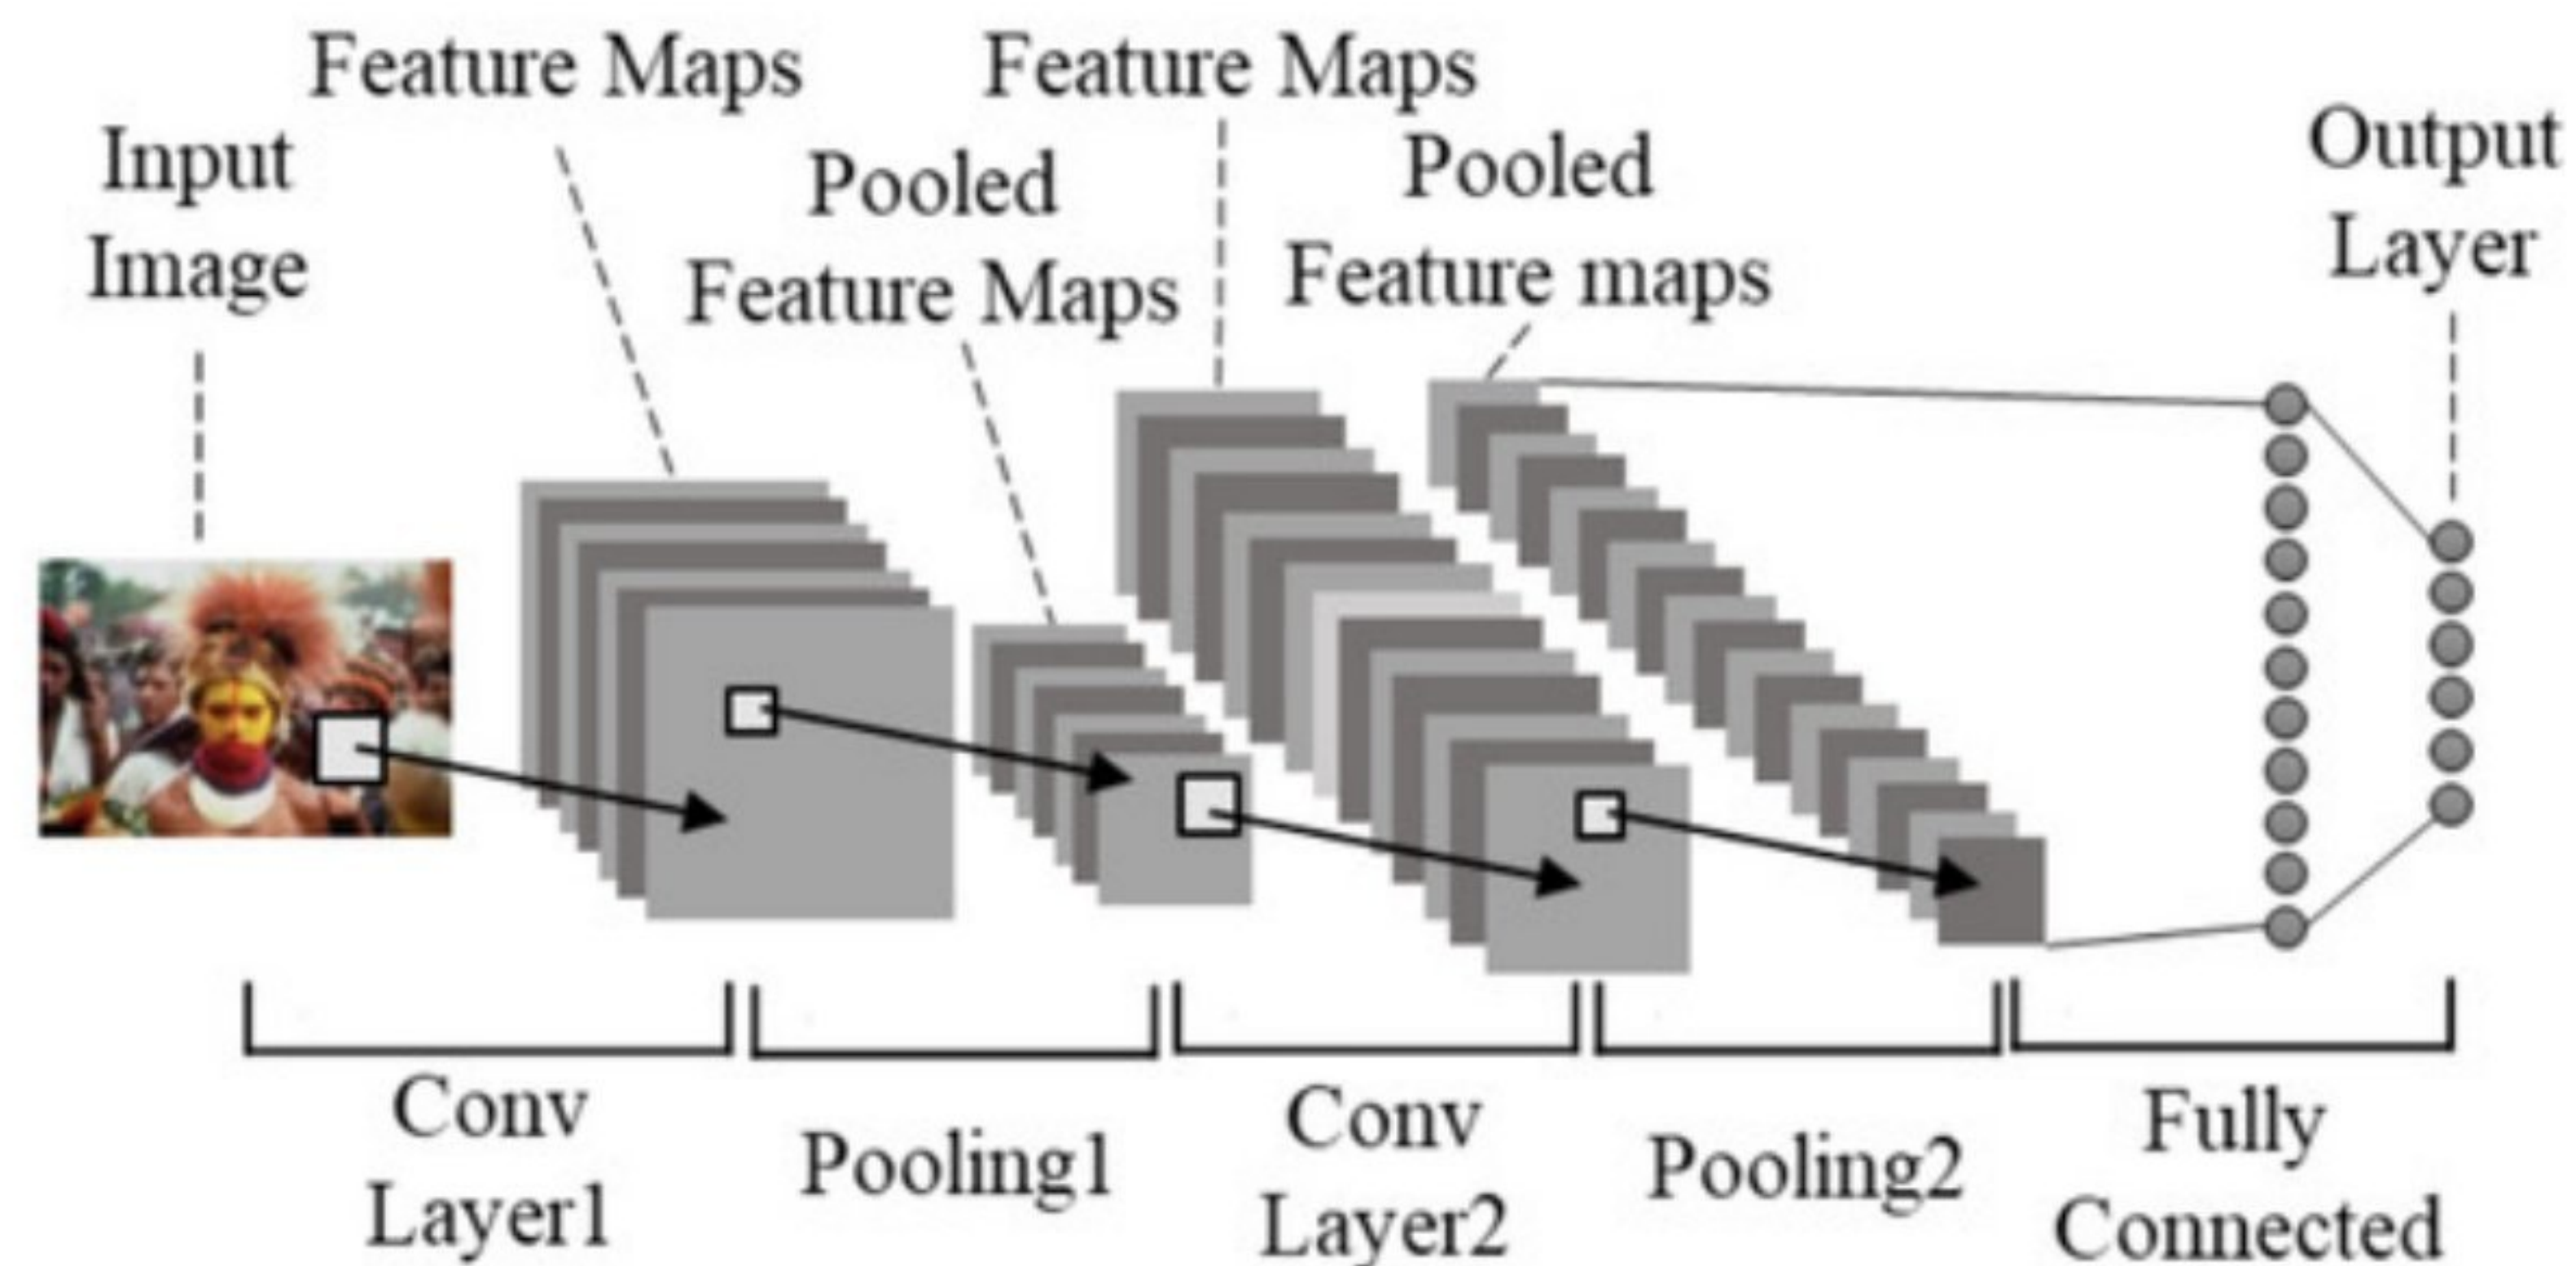 Feature Maps
Feature Maps
Input
Image
Pooled
Feature Maps
Pooled
Feature maps
Output
Layer
Conv
Layer1
Pooling1
Conv
Layer2
Pooling2
Fully
Connected